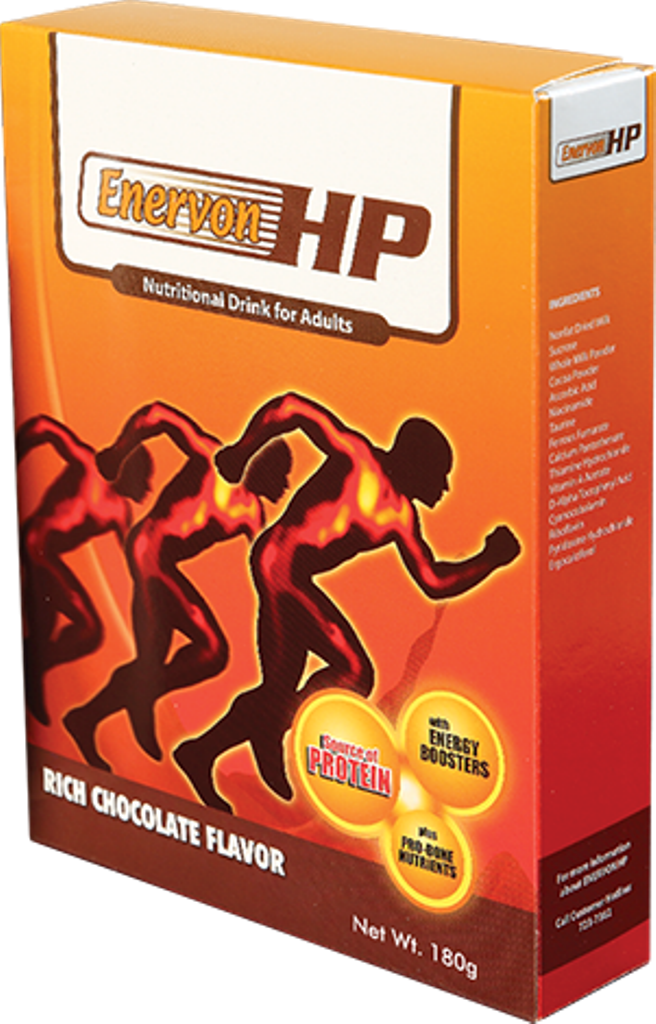 Enervon HP
Nutritional Drink for Adults
Source of
PROTEIN
with
ENERGY
BOOSTERS
plus
PRO-BONE
NUTRIENTS
RICH CHOCOLATE FLAVOR
Net Wt. 180g
Enervon HP
INGREDIENTS
Nonfat Dried Milk
Sucrose
Whole Milk Powder
Cocoa Powder
Ascorbic Acid
Niacinamide
Taurine
Ferrous Fumarate
Calcium Pantothenate
Thiamine Hydrochloride
Vitamin A Acetate
D-Alpha Tocopheryl Acid
Cyanocobalamin
Riboflavin
Pyridoxine Hydrochloride
Ergocalciferol
For more information
about ENERVON HP
Call Customer Hotline